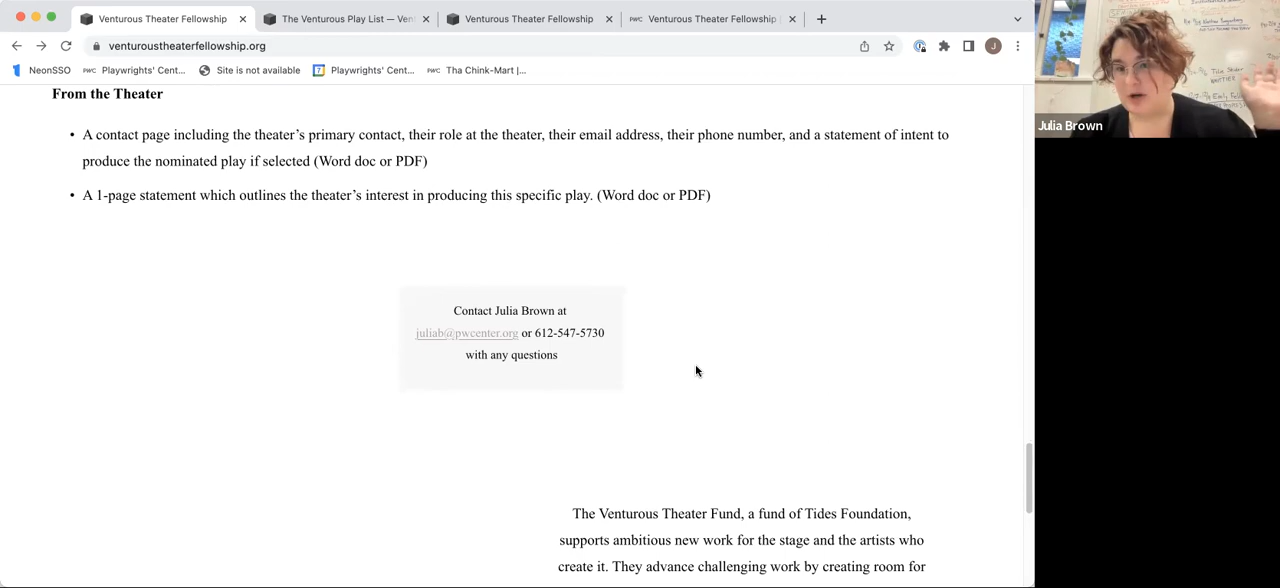 Venturous Theater Fellowship
The Venturous Play List — Ven
Venturous Theater Fellowship
PWC Venturous Theater Fellowship
venturoustheaterfellowship.org
J
NeonSSO
PWC Playwrights' Cent...
Site is not available
7 Playwrights' Cent...
PWC Tha Chink-Mart |...
From the Theater
• A contact page including the theater’s primary contact, their role at the theater, their email address, their phone number, and a statement of intent to
produce the nominated play if selected (Word doc or PDF)
• A 1-page statement which outlines the theater’s interest in producing this specific play. (Word doc or PDF)
Contact Julia Brown at
juliab@pwcenter.org or 612-547-5730
with any questions
The Venturous Theater Fund, a fund of Tides Foundation,
supports ambitious new work for the stage and the artists who
create it. They advance challenging work by creating room for
Julia Brown